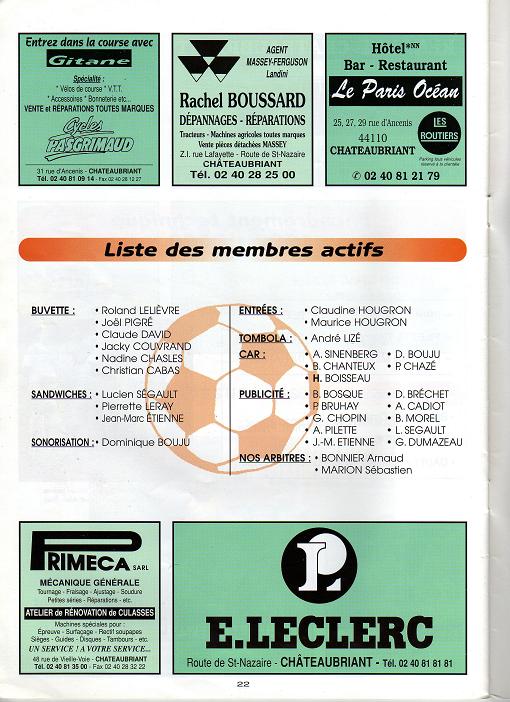 Entrez dans la course avec
Gitane
Spécialité :
* Vélos de course * V.T.T.
* Accessoires * Bonneterie etc...
VENTE et RÉPARATIONS TOUTES MARQUES
Cycles
PASGRIMAUD
31 rue d'Ancenis - CHATEAUBRIANT
Tél. 02 40 81 09 14 - Fax 02 40 28 12 27
AGENT
MASSEY-FERGUSON
Landini
Rachel BOUSSARD
DÉPANNAGES - RÉPARATIONS
Tracteurs - Machines agricoles toutes marques
Vente pièces détachées MASSEY
Z.I. rue Lafayette - Route de St-Nazaire
CHÂTEAUBRIANT
Tél. 02 40 28 25 00
Hôtel*NN
Bar - Restaurant
Le Paris Océan
25, 27, 29 rue d'Ancenis
44110
CHATEAUBRIANT
LES
ROUTIERS
Parking tous véhicules
réservé à la clientèle
✆ 02 40 81 21 79
Liste des membres actifs
BUVETTE : • Roland LELIÈVRE
• Joël PIGRÉ
• Claude DAVID
• Jacky COUVRAND
• Nadine CHASLES
• Christian CABAS
SANDWICHES : • Lucien SÉGAULT
• Pierrette LERAY
• Jean-Marc ÉTIENNE
SONORISATION : • Dominique BOUJU
ENTRÉES : • Claudine HOUGRON
• Maurice HOUGRON
TOMBOLA : • André LIZÉ
CAR : • A. SINENBERG • D. BOUJU
• B. CHANTEUX • P. CHAZÉ
• H. BOISSEAU
PUBLICITÉ : • B. BOSQUE • D. BRÉCHET
• P. BRUHAY • A. CADIOT
• G. CHOPIN • B. MOREL
• A. PILETTE • L. SEGAULT
• J.-M. ETIENNE • G. DUMAZEAU
NOS ARBITRES : • BONNIER Arnaud
• MARION Sébastien
PRIMECA SARL
MÉCANIQUE GÉNÉRALE
Tournage - Fraisage - Ajustage - Soudure
Petites séries - Réparations - etc.
ATELIER de RÉNOVATION de CULASSES
Machines spéciales pour :
Épreuve - Surfaçage - Rectif soupapes
Sièges - Guides - Disques - Tambours - etc.
UN SERVICE ! A VOTRE SERVICE...
48 rue de Vieille-Voie - CHATEAUBRIANT
Tél. 02 40 81 35 00 - Fax 02 40 28 32 22
L
E.LECLERC
Route de St-Nazaire - CHÂTEAUBRIANT - Tél. 02 40 81 81 81
22